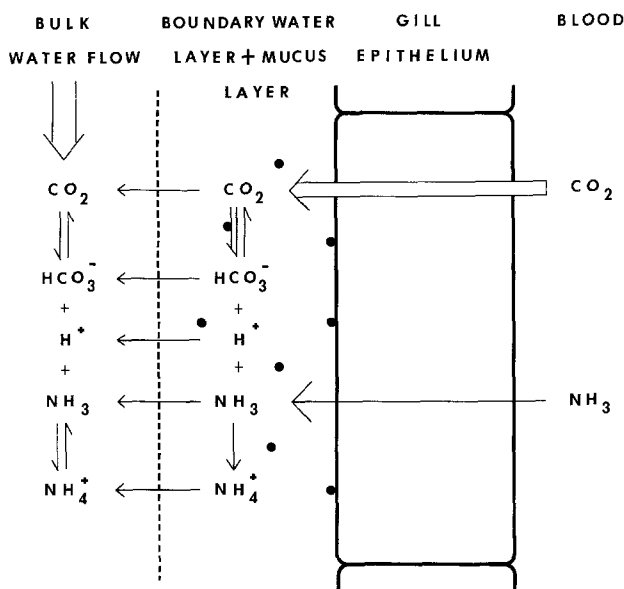 BULK WATER FLOW
BOUNDARY WATER LAYER + MUCUS LAYER
GILL EPITHELIUM
BLOOD
CO₂ CO₂ CO₂
HCO₃⁻ HCO₃⁻
+ +
H⁺ H⁺
+ +
NH₃ NH₃ NH₃
NH₄⁺ NH₄⁺